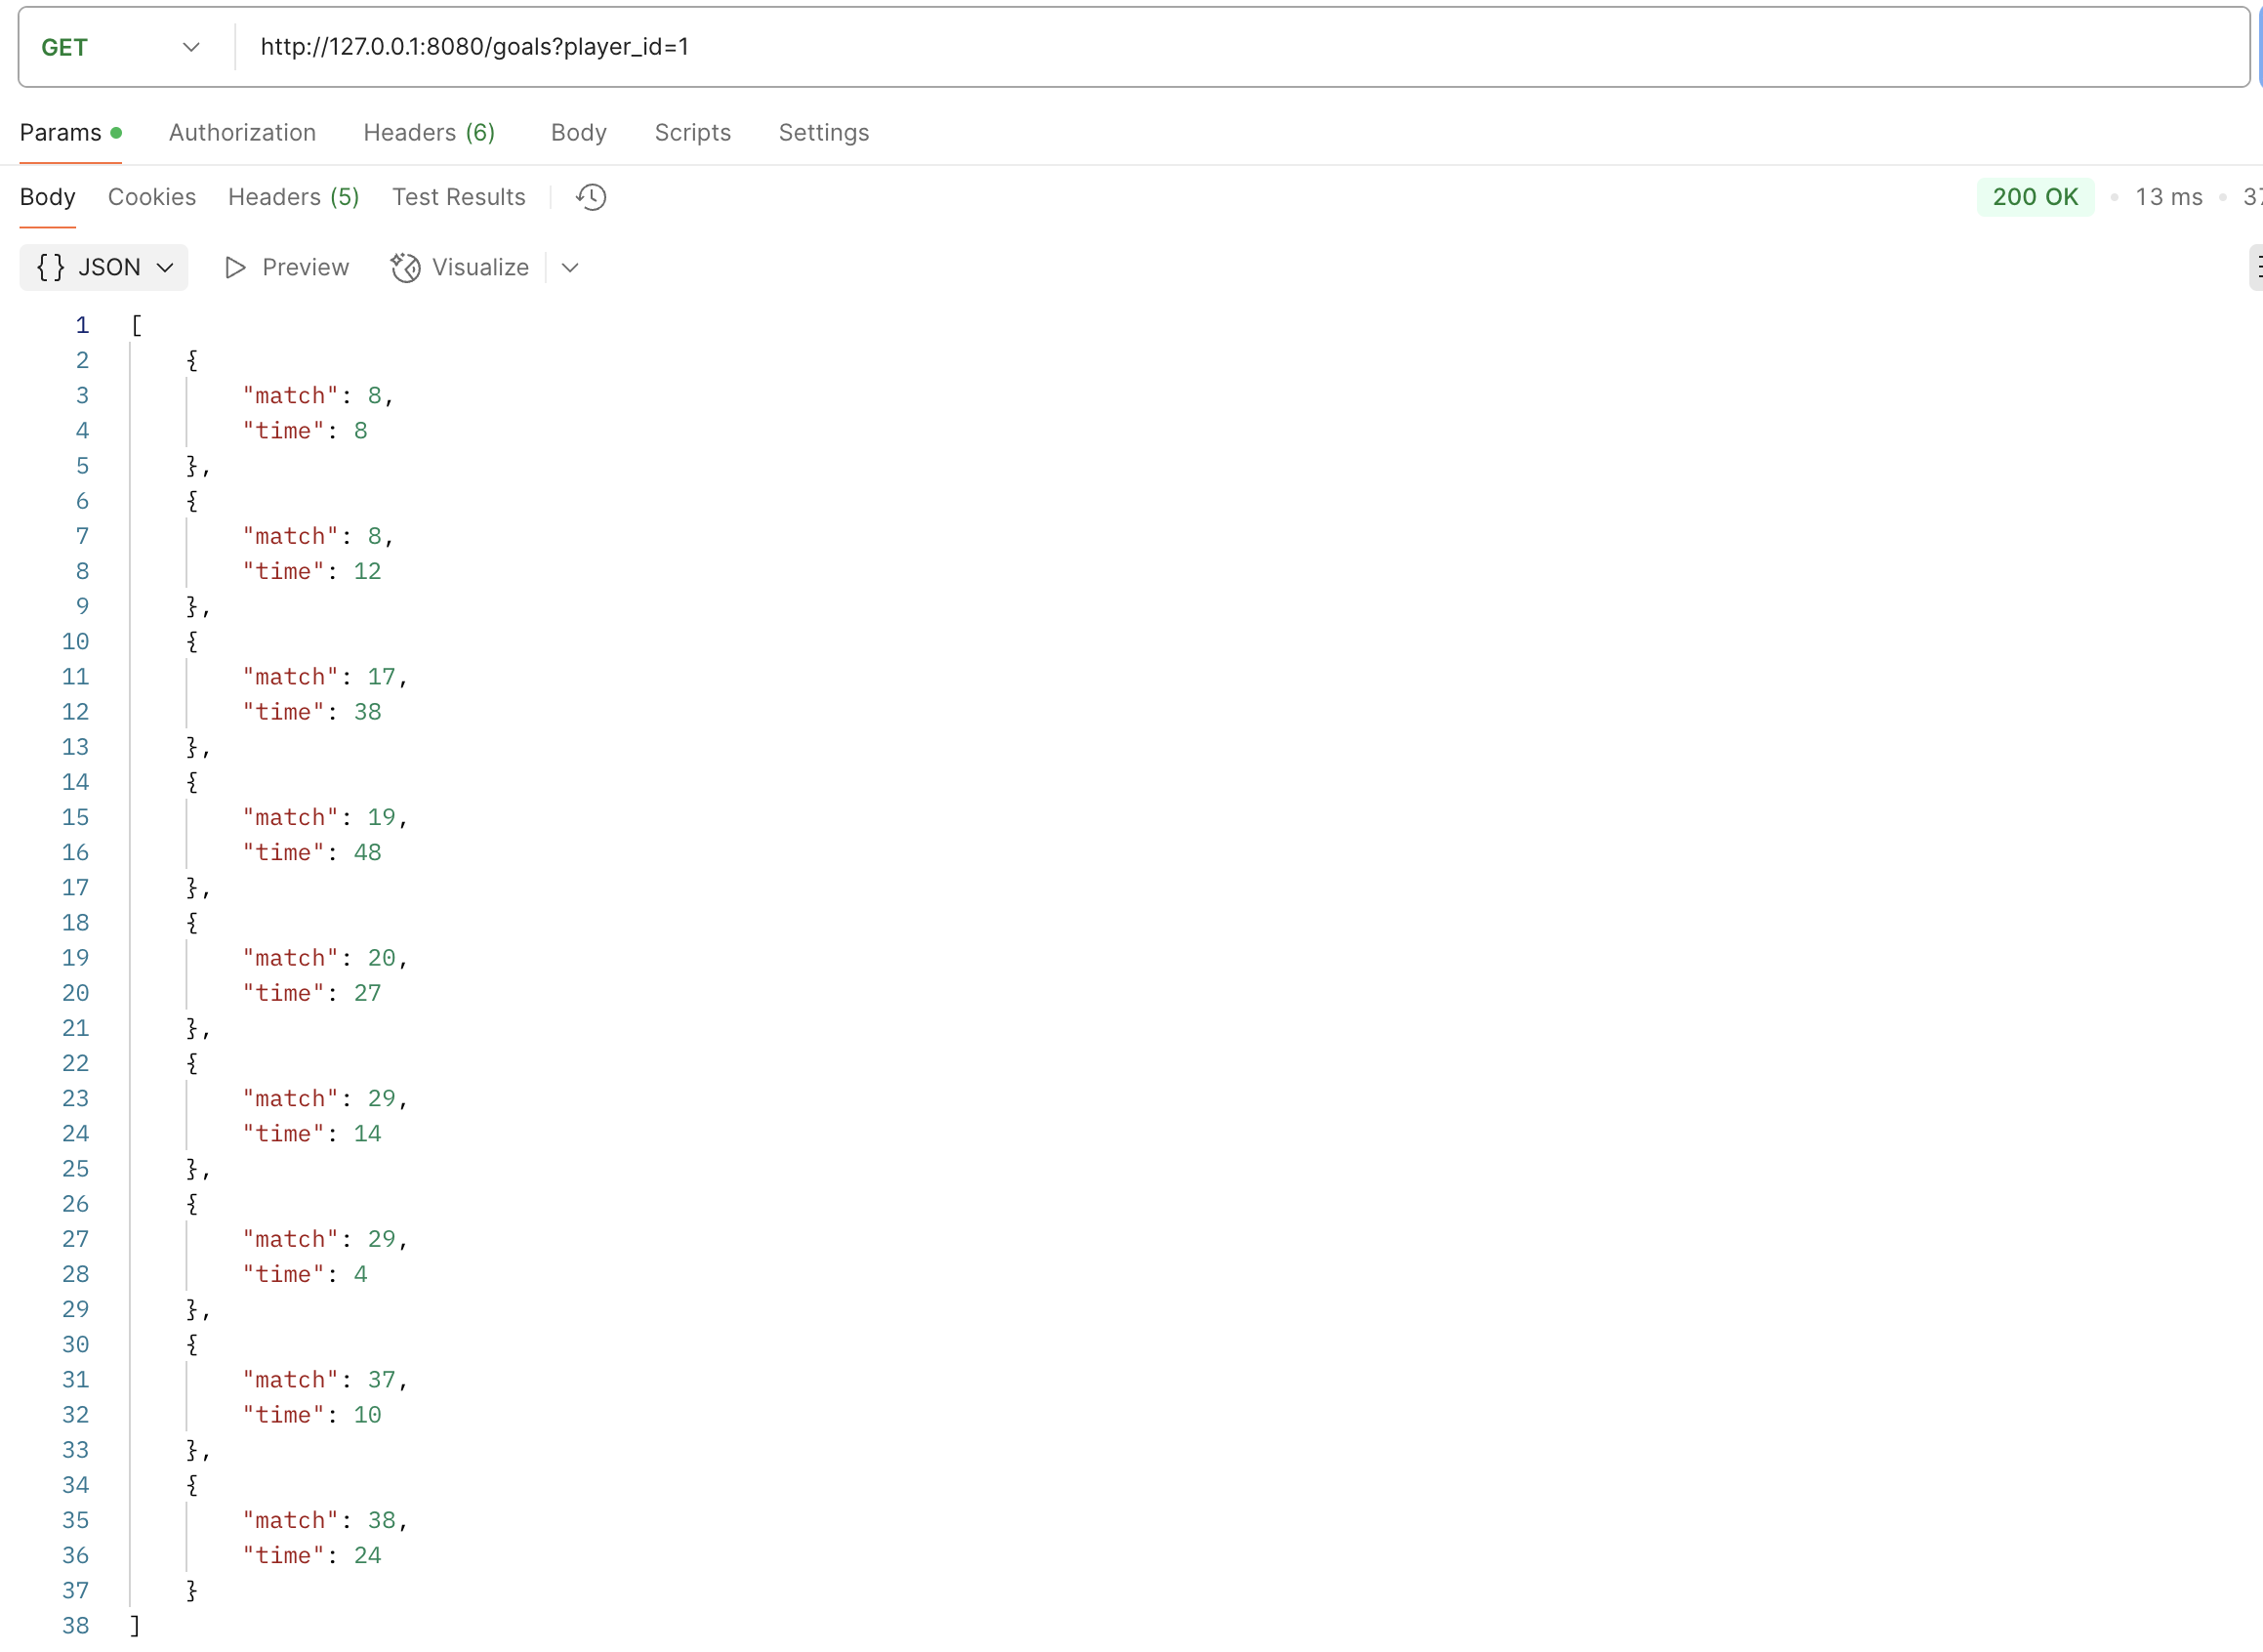 GET http://127.0.0.1:8080/goals?player_id=1
Params Authorization Headers (6) Body Scripts Settings
Body Cookies Headers (5) Test Results 200 OK • 13 ms •
{} JSON Preview Visualize
1 [
2 {
3 "match": 8,
4 "time": 8
5 },
6 {
7 "match": 8,
8 "time": 12
9 },
10 {
11 "match": 17,
12 "time": 38
13 },
14 {
15 "match": 19,
16 "time": 48
17 },
18 {
19 "match": 20,
20 "time": 27
21 },
22 {
23 "match": 29,
24 "time": 14
25 },
26 {
27 "match": 29,
28 "time": 4
29 },
30 {
31 "match": 37,
32 "time": 10
33 },
34 {
35 "match": 38,
36 "time": 24
37 }
38 ]